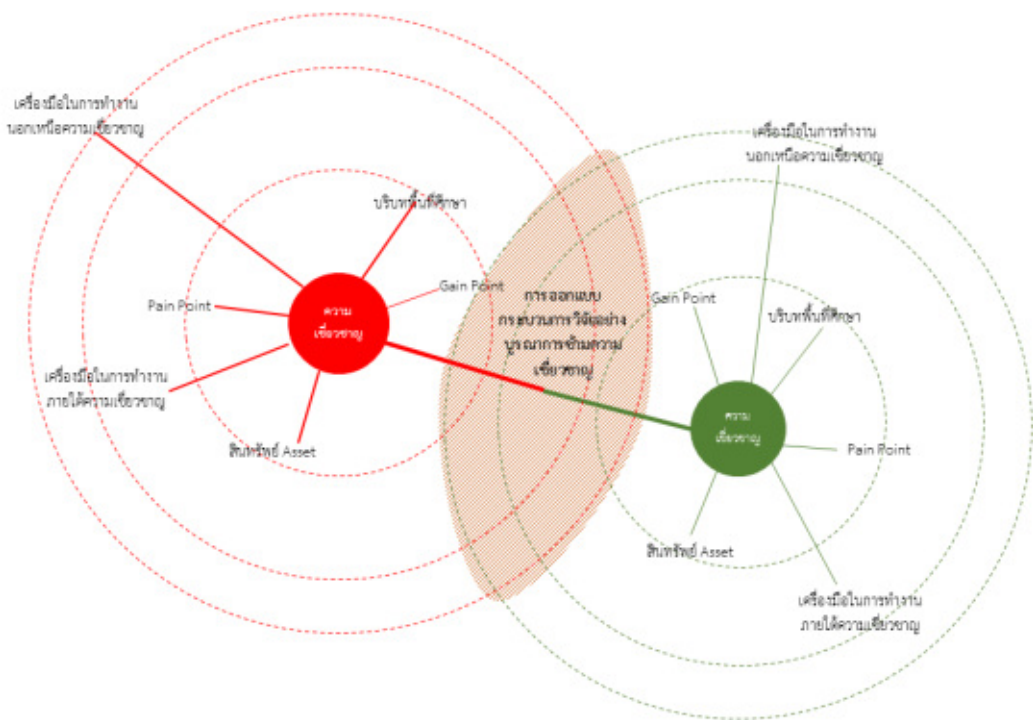 เครื่องมือในการทำงาน
นอกเหนือความเชี่ยวชาญ
บริบทพื้นที่ศึกษา
Gain Point
Pain Point
ความ
เชี่ยวชาญ
เครื่องมือในการทำงาน
ภายใต้ความเชี่ยวชาญ
สินทรัพย์ Asset
การออกแบบ
กระบวนการวิจัยอย่าง
บูรณาการข้ามความ
เชี่ยวชาญ
เครื่องมือในการทำงาน
นอกเหนือความเชี่ยวชาญ
Gain Point
บริบทพื้นที่ศึกษา
ความ
เชี่ยวชาญ
Pain Point
สินทรัพย์ Asset
เครื่องมือในการทำงาน
ภายใต้ความเชี่ยวชาญ